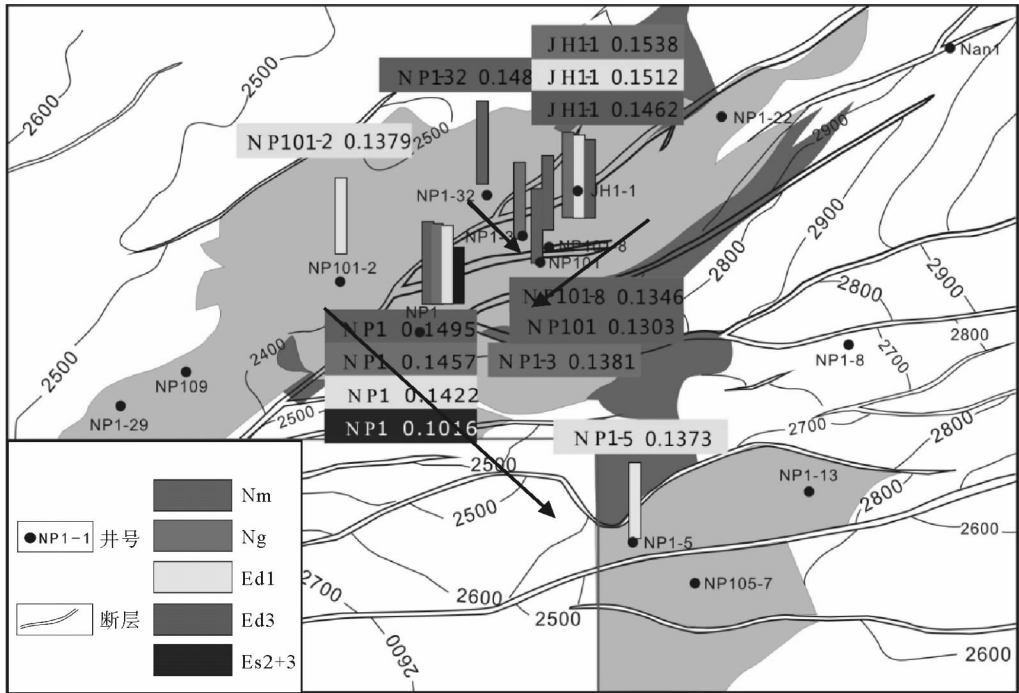 2600
2500
2500
2500
NP1-32 0.148
JH1-1 0.1538
JH1-1 0.1512
JH1-1 0.1462
NP101-2 0.1379
Nan1
NP1-22
2900
NP1-32
JH1-1
NP1-3
NP101-8
NP101
NP101-2
2900
2800
2900
2800
2800
NP1
NP101-8 0.1346
NP101 0.1303
NP1-3 0.1381
NP1 0.1495
NP1 0.1457
NP1 0.1422
NP1 0.1016
2400
2500
2500
NP109
NP1-29
NP1-8
2700
2700
2800
NP1-5 0.1373
2500
2500
NP1-13
2800
2600
NP1-5
NP105-7
2700
2600
2500
2600
2600
NP1-1 井号
断层
Nm
Ng
Ed1
Ed3
Es2+3